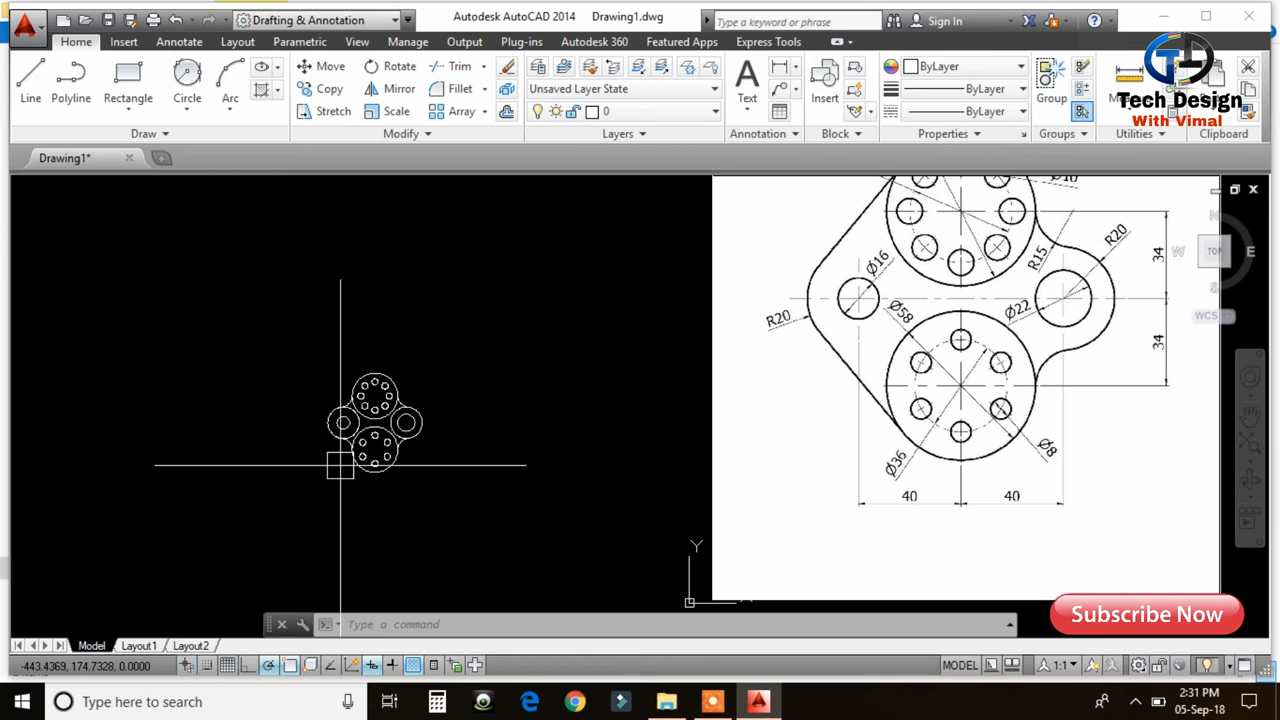 Drafting & Annotation
Autodesk AutoCAD 2014 Drawing1.dwg
Type a keyword or phrase
Sign In
Home Insert Annotate Layout Parametric View Manage Output Plug-ins Autodesk 360 Featured Apps Express Tools
Line Polyline Rectangle Circle Arc
Move Rotate Trim
Copy Mirror Fillet
Stretch Scale Array
Unsaved Layer State
0
Text
Insert
ByLayer
ByLayer
ByLayer
Group
Tech Design
With Vimal
Draw Modify Layers Annotation Block Properties Groups Utilities Clipboard
Drawing1*
Ø10
N
W TOP E
S
WCS
R20
R15
34
Ø16
Ø22
Ø58
R20
34
Ø8
Ø36
40 40
Y
Subscribe Now
Type a command
Model Layout1 Layout2
-443.4369, 174.7328, 0.0000
MODEL
1:1
Type here to search
2:31 PM
05-Sep-18